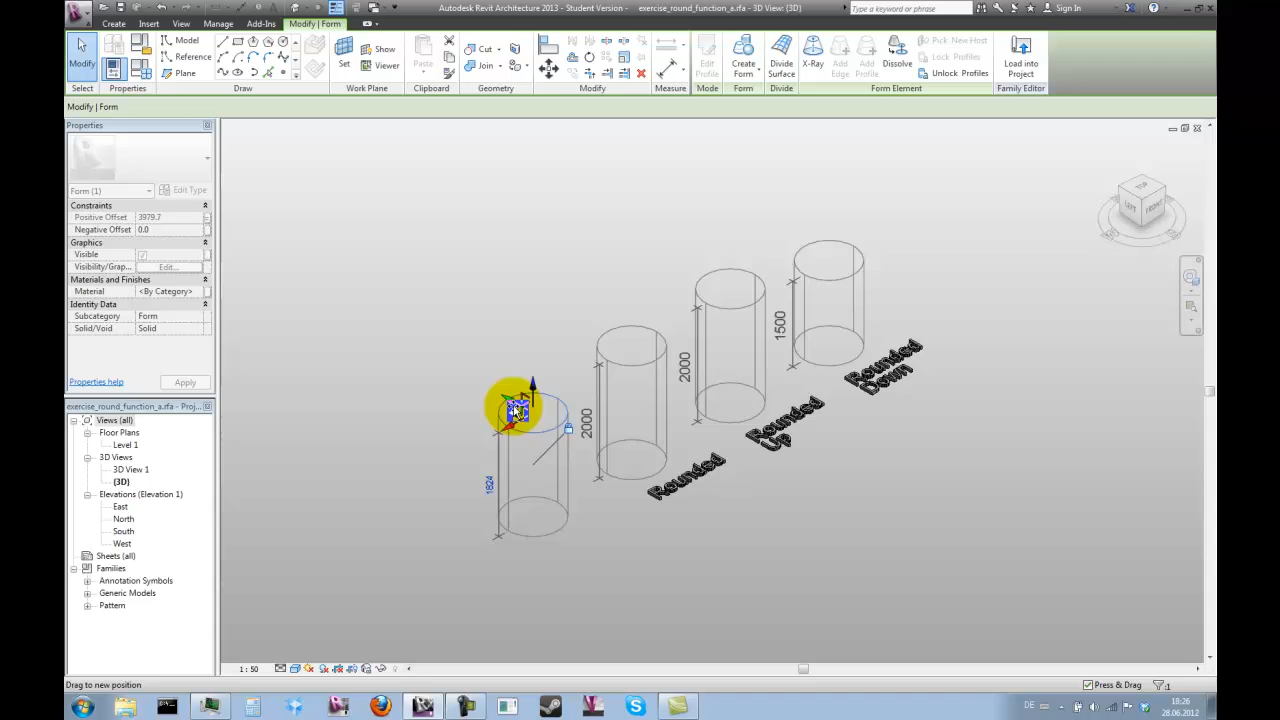 Autodesk Revit Architecture 2013 - Student Version - exercise_round_function_a.rfa - 3D View: {3D}
Type a keyword or phrase
Sign In
Create Insert View Manage Add-Ins Modify | Form
Modify
Model
Reference
Plane
Set
Show
Viewer
Paste
Cut
Join
Edit
Profile
Create
Form
Divide
Surface
X-Ray
Add
Edge
Add
Profile
Dissolve
Pick New Host
Lock Profiles
Unlock Profiles
Load into
Project
Select Properties Draw Work Plane Clipboard Geometry Modify Measure Mode Form Divide Form Element Family Editor
Modify | Form
Properties
Form (1)
Edit Type
Constraints
Positive Offset 3979.7
Negative Offset 0.0
Graphics
Visible
Visibility/Grap... Edit...
Materials and Finishes
Material <By Category>
Identity Data
Subcategory Form
Solid/Void Solid
Properties help
Apply
exercise_round_function_a.rfa - Proj...
Views (all)
Floor Plans
Level 1
3D Views
3D View 1
{3D}
Elevations (Elevation 1)
East
North
South
West
Sheets (all)
Families
Annotation Symbols
Generic Models
Pattern
TOP
LEFT
FRONT
1824
2000
2000
1500
Rounded
Rounded
Up
Rounded
Down
1 : 50
Drag to new position
Press & Drag
:1
DE
18:26
28.06.2012